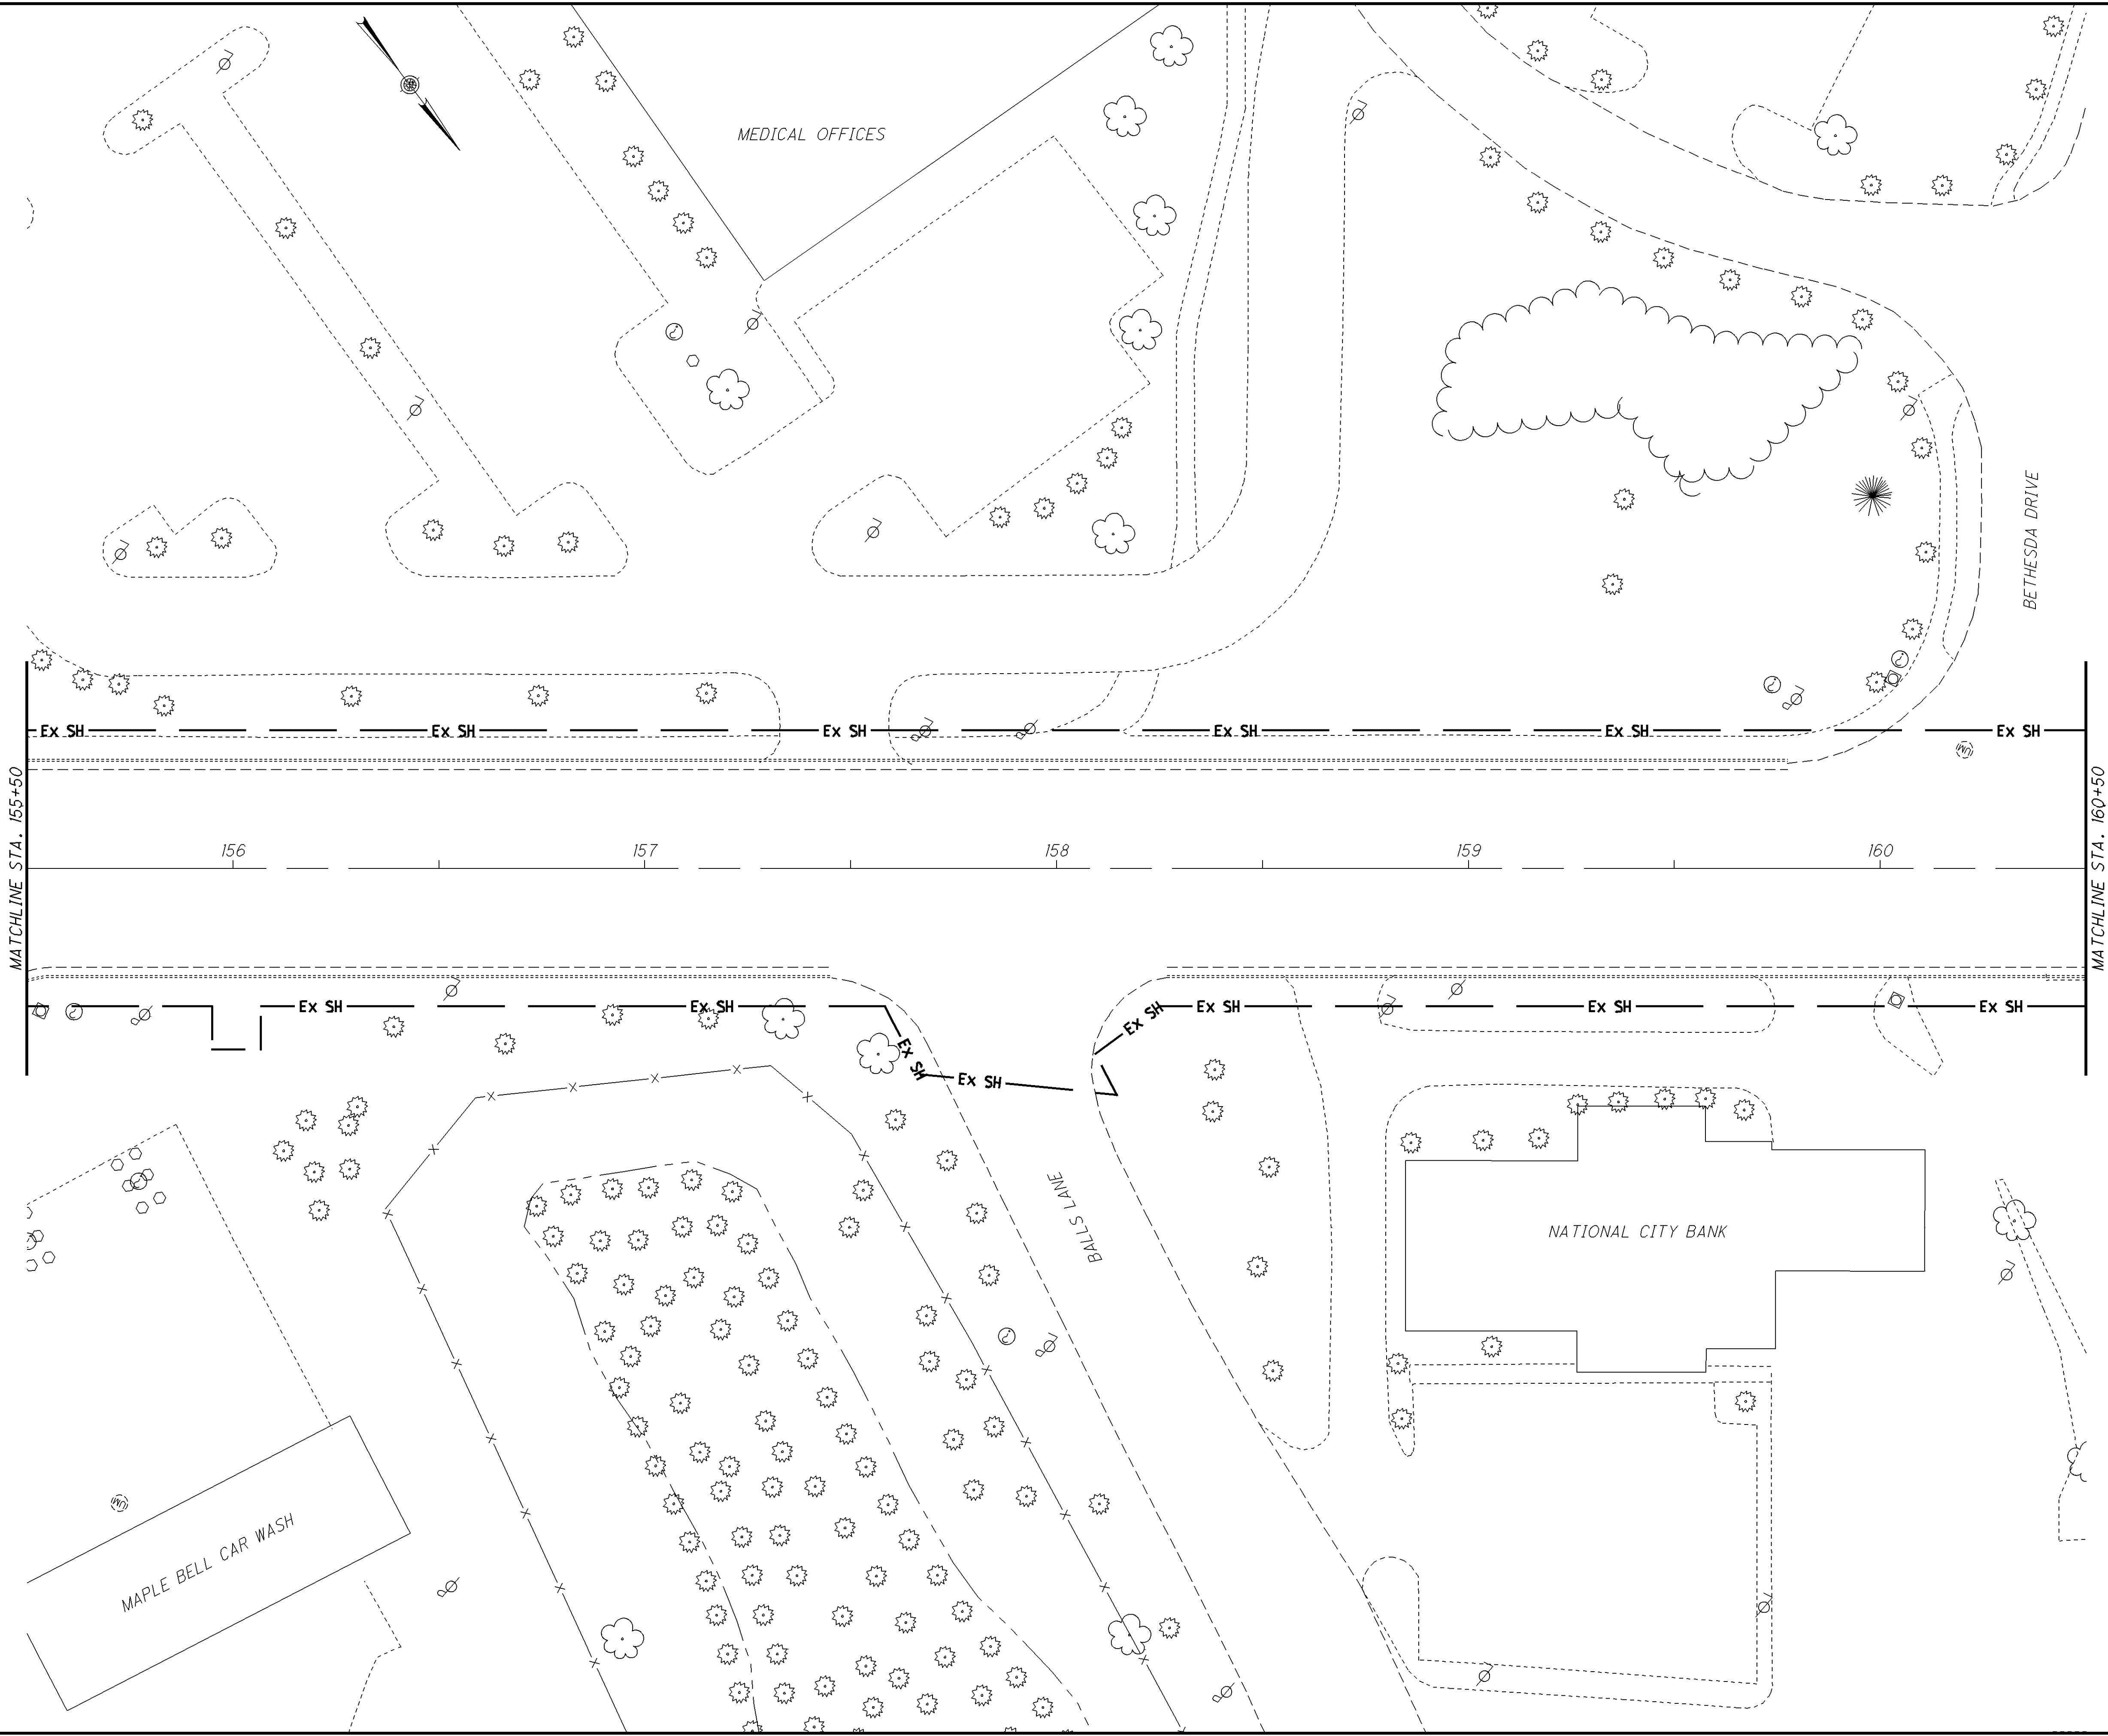 MEDICAL OFFICES
BETHESDA DRIVE
Ex SH Ex SH Ex SH Ex SH Ex SH Ex SH
MATCHLINE STA. 155+50
MATCHLINE STA. 160+50
156 157 158 159 160
Ex SH Ex SH Ex SH Ex SH Ex SH
Ex SH
Ex SH
Ex SH
BALLS LANE
NATIONAL CITY BANK
MAPLE BELL CAR WASH